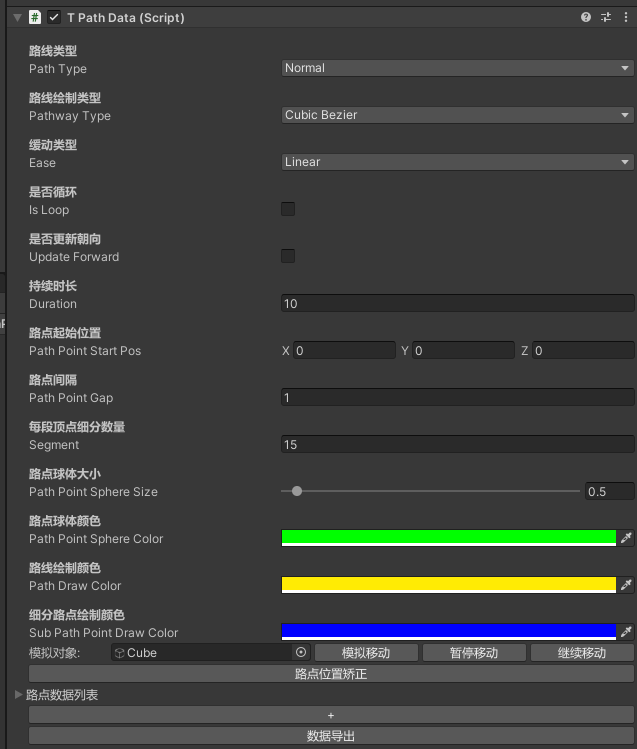 T Path Data (Script)
路线类型
Path Type Normal
路线绘制类型
Pathway Type Cubic Bezier
缓动类型
Ease Linear
是否循环
Is Loop
是否更新朝向
Update Forward
持续时长
Duration 10
路点起始位置
Path Point Start Pos X 0 Y 0 Z 0
路点间隔
Path Point Gap 1
每段顶点细分数量
Segment 15
路点球体大小
Path Point Sphere Size 0.5
路点球体颜色
Path Point Sphere Color
路线绘制颜色
Path Draw Color
细分路点绘制颜色
Sub Path Point Draw Color
模拟对象: Cube 模拟移动 暂停移动 继续移动
路点位置矫正
路点数据列表
+
数据导出